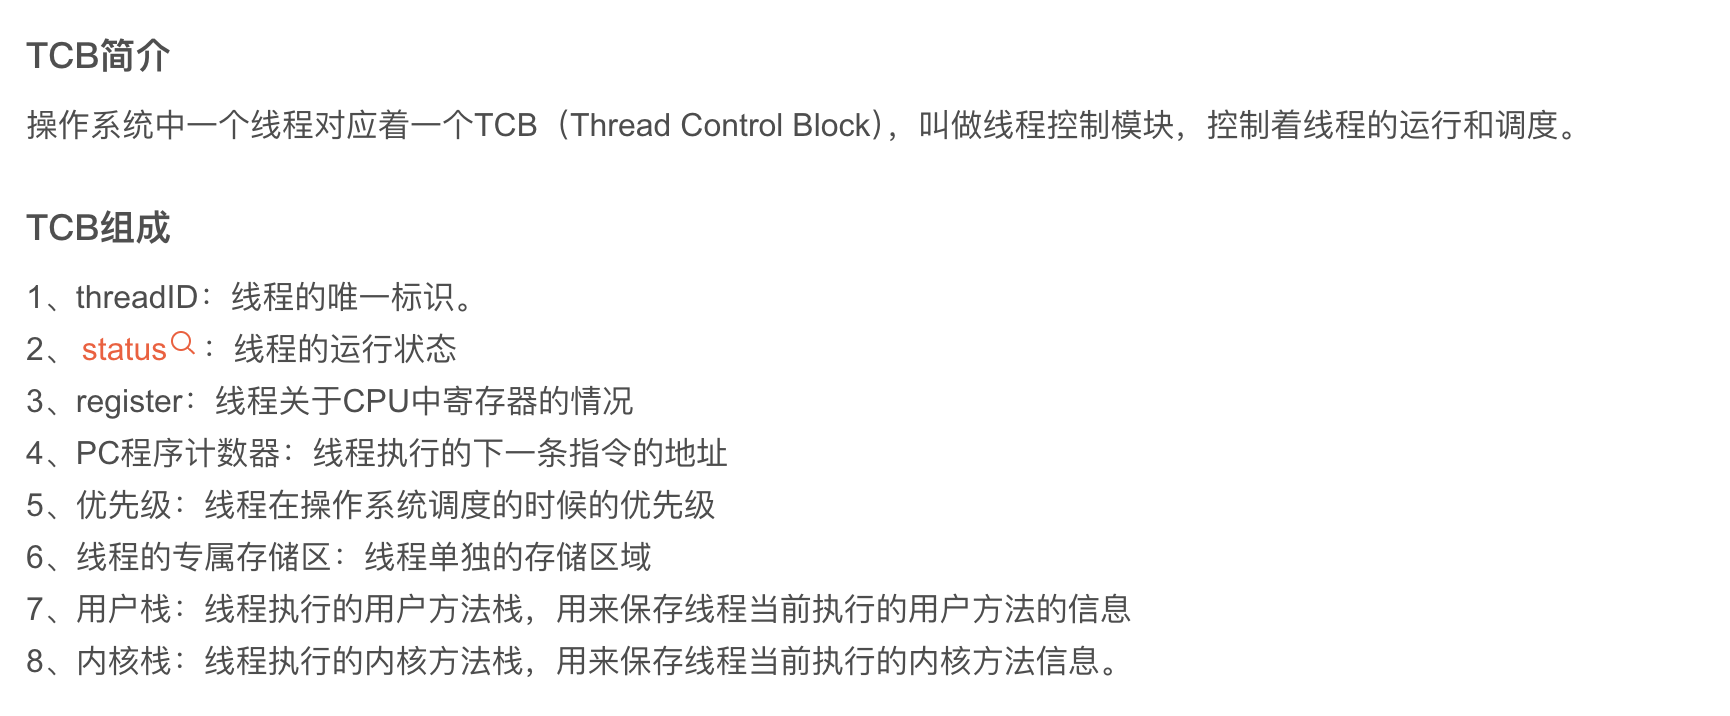 TCB简介
操作系统中一个线程对应着一个TCB（Thread Control Block），叫做线程控制模块，控制着线程的运行和调度。
TCB组成
1、threadID：线程的唯一标识。
2、status：线程的运行状态
3、register：线程关于CPU中寄存器的情况
4、PC程序计数器：线程执行的下一条指令的地址
5、优先级：线程在操作系统调度的时候的优先级
6、线程的专属存储区：线程单独的存储区域
7、用户栈：线程执行的用户方法栈，用来保存线程当前执行的用户方法的信息
8、内核栈：线程执行的内核方法栈，用来保存线程当前执行的内核方法信息。